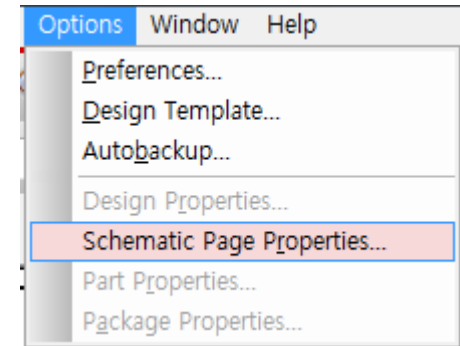 Options Window Help
Preferences...
Design Template...
Autobackup...
Design Properties...
Schematic Page Properties...
Part Properties...
Package Properties...